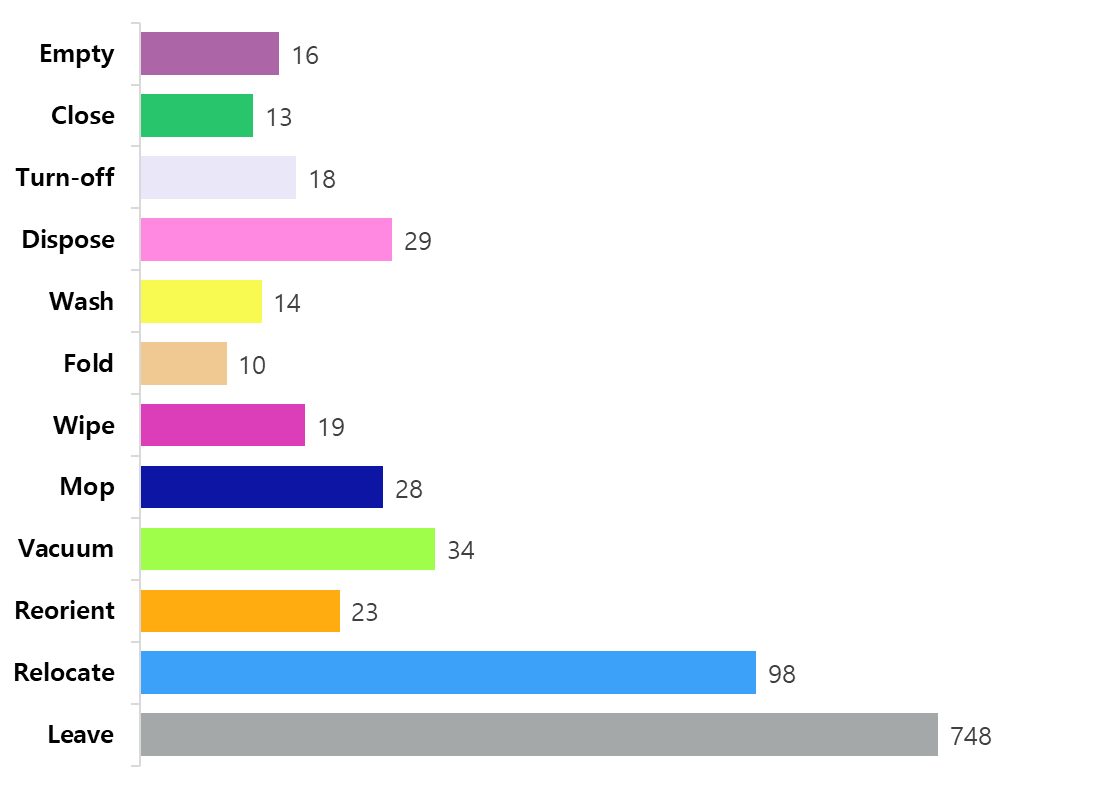 Empty 16
Close 13
Turn-off 18
Dispose 29
Wash 14
Fold 10
Wipe 19
Mop 28
Vacuum 34
Reorient 23
Relocate 98
Leave 748